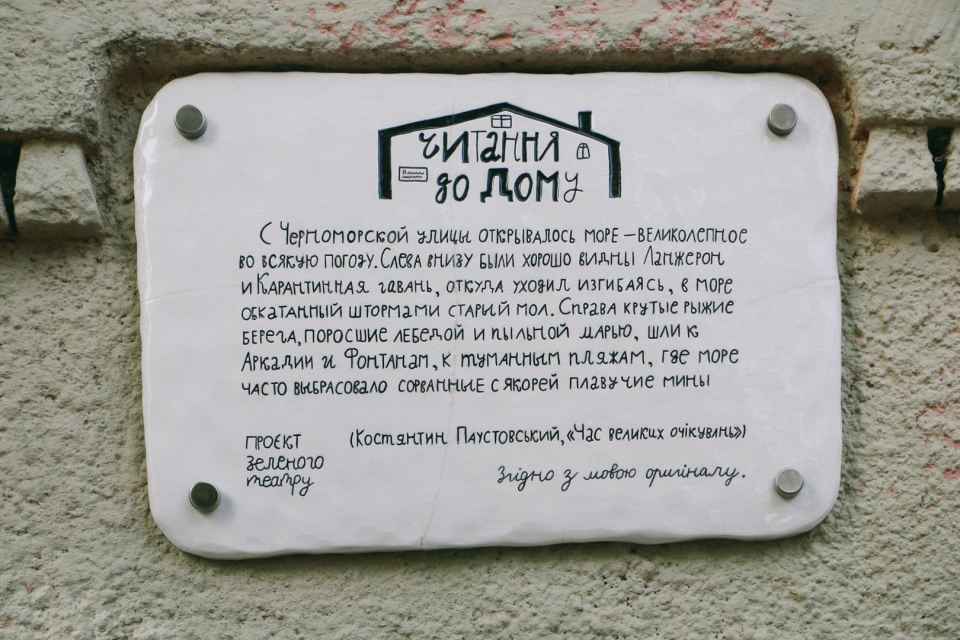 ЧИТАННЯ
ДО ДОМУ
С Черноморской улицы открывалось море – великолепное
во всякую погоду. Слева внизу были хорошо видны Ланжерон
и Карантинная гавань, откуда уходил изгибаясь, в море
обкатанный штормами старий мол. Справа крутые рыжие
берега, поросшие лебедой и пыльной марью, шли к
Аркадии и Фонтанам, к туманным пляжам, где море
часто выбрасовало сорванные с якорей плавучие мины
(Костянтин Паустовський, «Час великих очікувань»)
проєкт
зеленого
театру
Згідно з мовою оригіналу.